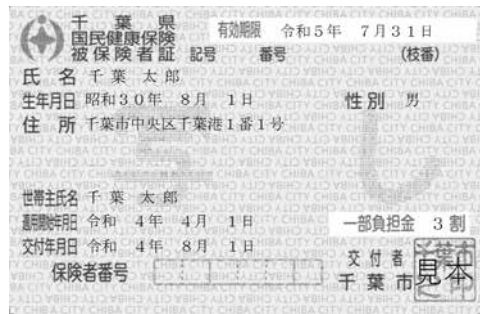 千葉県
国民健康保険
被保険者証
有効期限 令和5年 7月31日
記号 番号 (枝番)
氏名 千葉 太郎
生年月日 昭和30年 8月 1日 性別 男
住所 千葉市中央区千葉港1番1号
世帯主氏名 千葉 太郎
適用開始年月日 令和 4年 4月 1日 一部負担金 3割
交付年月日 令和 4年 8月 1日
保険者番号
交付者
千葉市
見本